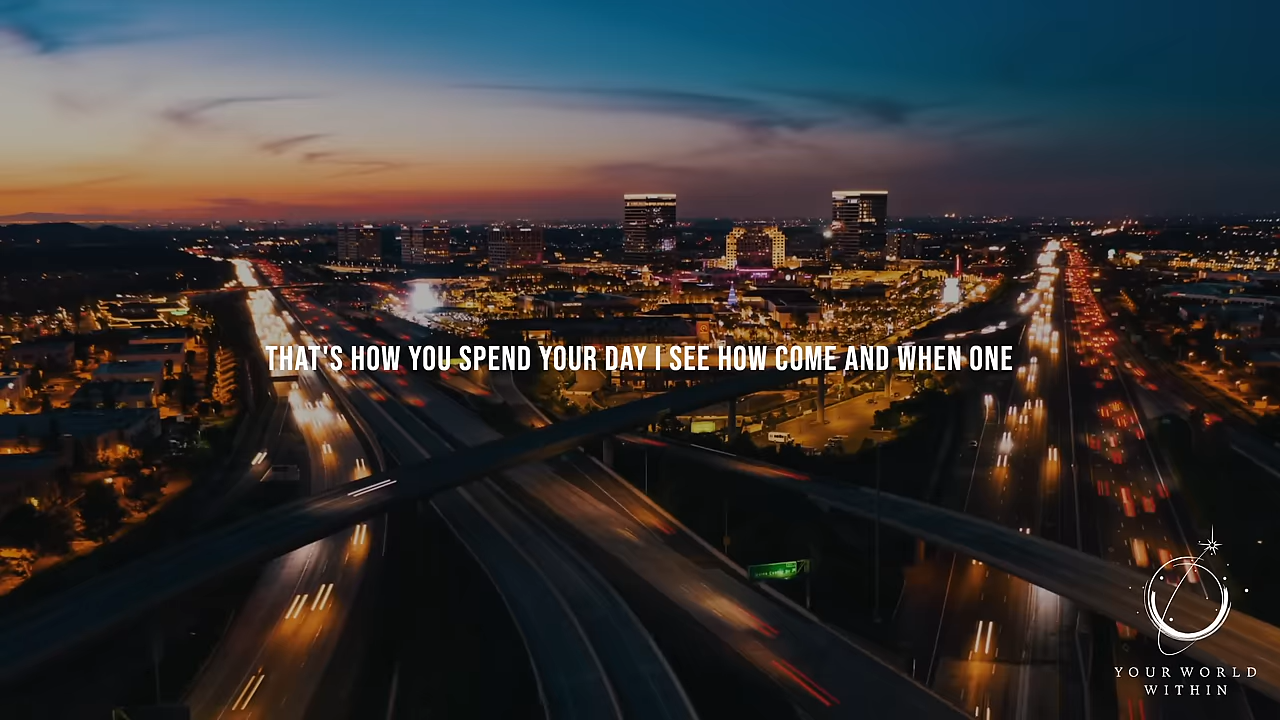 THAT'S HOW YOU SPEND YOUR DAY I SEE HOW COME AND WHEN ONE
YOUR WORLD
WITHIN